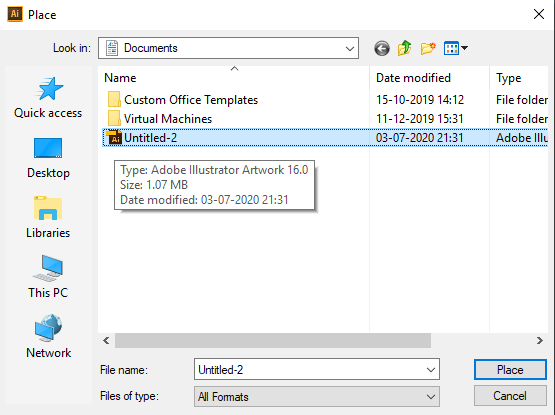 Ai Place
Look in: Documents
Name Date modified Type
Custom Office Templates 15-10-2019 14:12 File folder
Virtual Machines 11-12-2019 15:31 File folder
Ai Untitled-2 03-07-2020 21:31 Adobe Illu
Type: Adobe Illustrator Artwork 16.0
Size: 1.07 MB
Date modified: 03-07-2020 21:31
Quick access
Desktop
Libraries
This PC
Network
File name: Untitled-2 Place
Files of type: All Formats Cancel